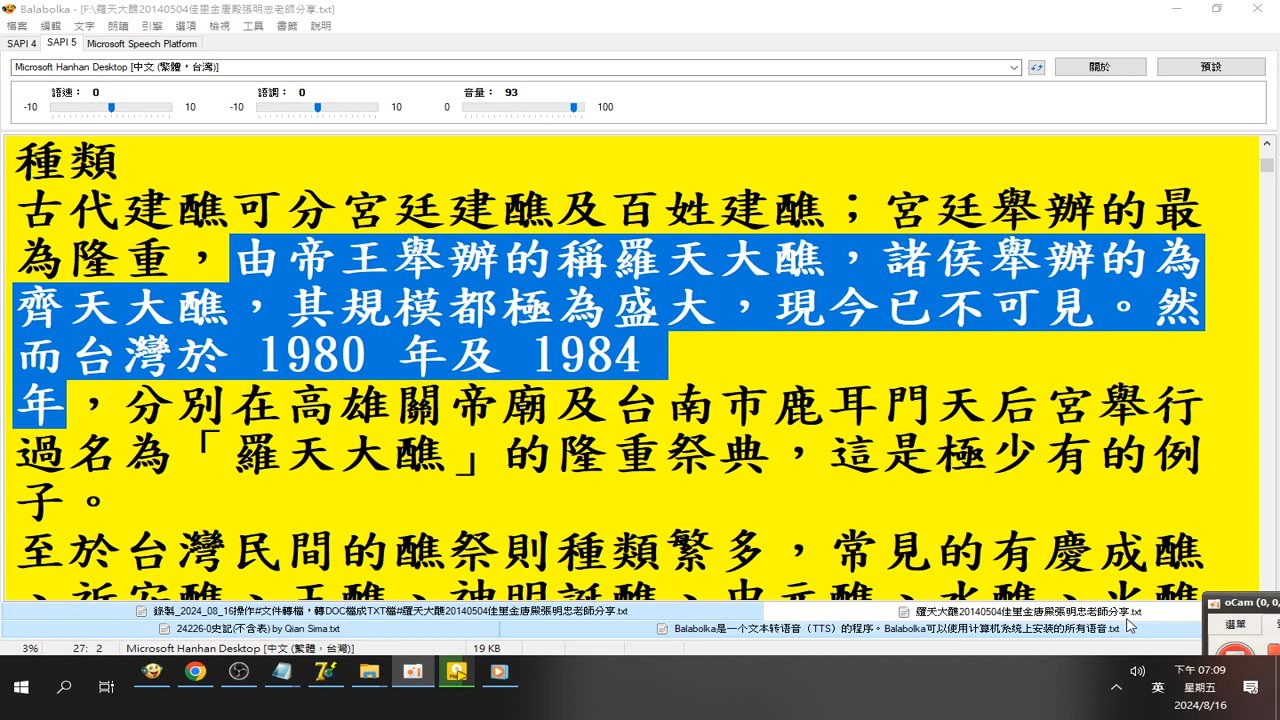 Balabolka - [F:\羅天大醮20140504佳里金唐殿張明忠老師分享.txt]
檔案 編輯 文字 朗讀 引擎 選項 檢視 工具 書籤 說明
SAPI 4 SAPI 5 Microsoft Speech Platform
Microsoft Hanhan Desktop [中文 (繁體，台灣)] 關於 預設
語速： 0 語調： 0 音量： 93
-10 10 -10 10 0 100
種類
古代建醮可分宮廷建醮及百姓建醮；宮廷舉辦的最
為隆重，由帝王舉辦的稱羅天大醮，諸侯舉辦的為
齊天大醮，其規模都極為盛大，現今已不可見。然
而台灣於 1980 年及 1984
年，分別在高雄關帝廟及台南市鹿耳門天后宮舉行
過名為「羅天大醮」的隆重祭典，這是極少有的例
子。
至於台灣民間的醮祭則種類繁多，常見的有慶成醮
、祈安醮、王醮、神明誕醮、中元醮、水醮、火醮
錄製_2024_08_16操作#文件轉檔，轉DOC檔成TXT檔#羅天大醮20140504佳里金唐殿張明忠老師分享.txt 羅天大醮20140504佳里金唐殿張明忠老師分享.txt
24226-0史記(不含表) by Qian Sima.txt Balabolka是一个文本转语音（TTS）的程序。Balabolka可以使用计算机系统上安装的所有语音.txt
oCam (0, 0,
選單
3% 27: 2 Microsoft Hanhan Desktop [中文 (繁體，台灣)] 19 KB
下午 07:09
英 星期五
2024/8/16